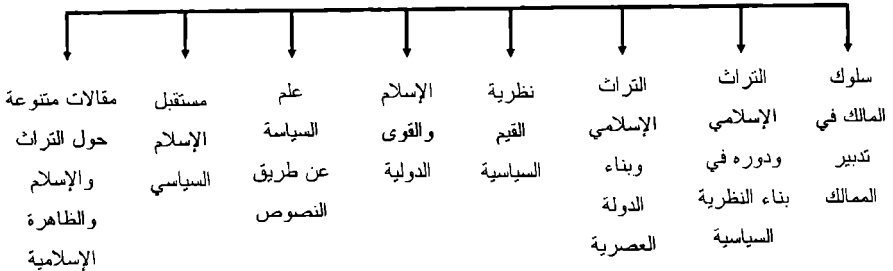 سلوك
المالك في
تدبير
الممالك
التراث
الإسلامي
ودوره في
بناء النظرية
السياسية
التراث
الإسلامي
وبناء
الدولة
العصرية
نظرية
القيم
السياسية
الإسلام
والقوى
الدولية
علم
السياسة
عن طريق
النصوص
مستقبل
الإسلام
السياسي
مقالات متنوعة
حول التراث
والإسلام
والظاهرة
الإسلامية